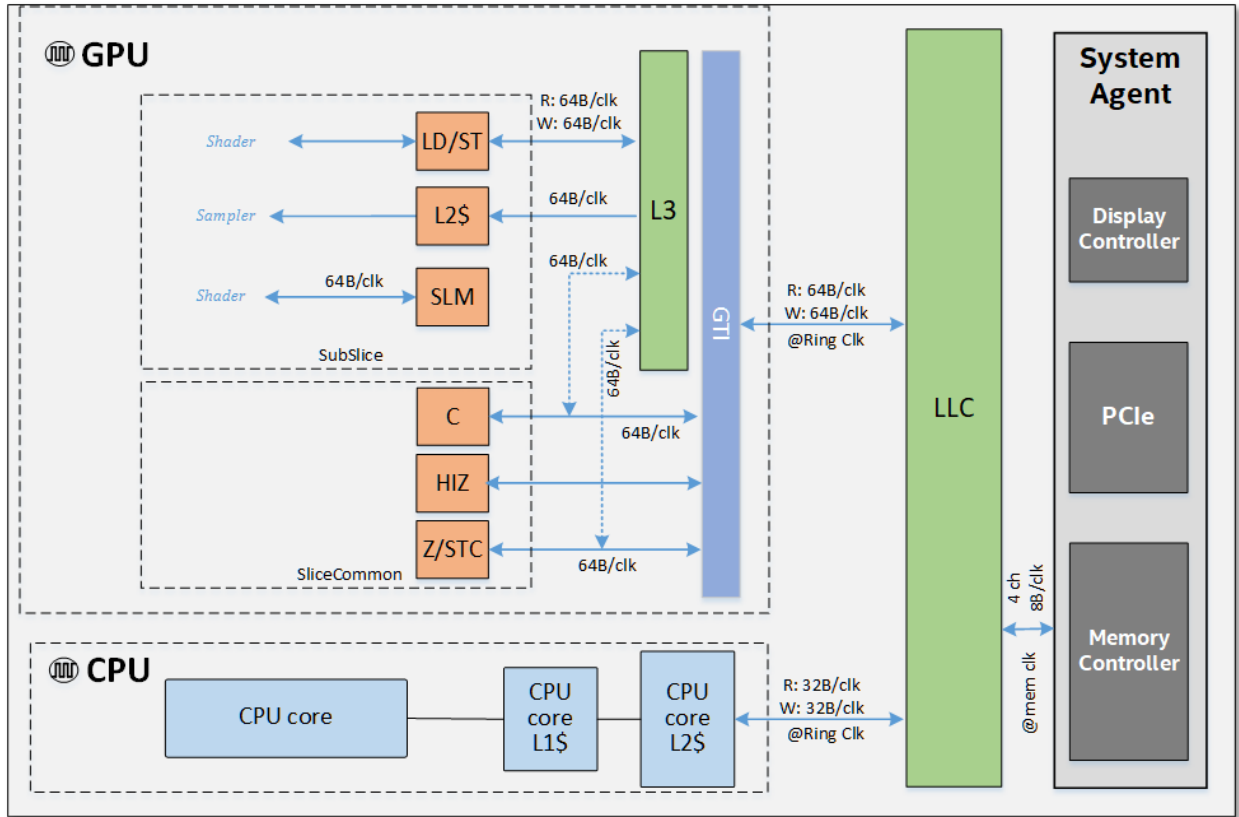 GPU
R: 64B/clk
W: 64B/clk
Shader
LD/ST
Sampler
L2$
64B/clk
L3
64B/clk
Shader
64B/clk
SLM
SubSlice
64B/clk
GTI
C
64B/clk
HIZ
Z/STC
64B/clk
SliceCommon
R: 64B/clk
W: 64B/clk
@Ring Clk
LLC
System
Agent
Display
Controller
PCIe
Memory
Controller
4 ch
8B/clk
@mem clk
CPU
CPU core
CPU
core
L1$
CPU
core
L2$
R: 32B/clk
W: 32B/clk
@Ring Clk